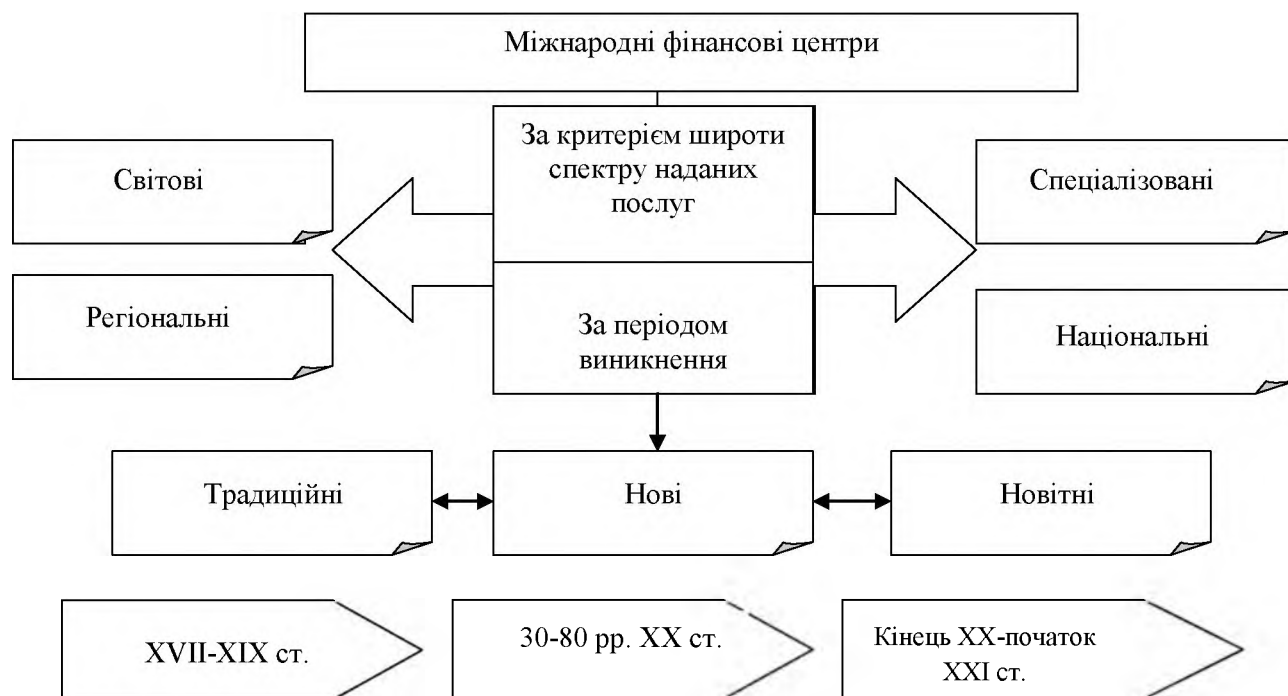 Міжнародні фінансові центри
За критерієм широти
спектру наданих
послуг
Світові
Спеціалізовані
Регіональні
За періодом
виникнення
Національні
Традиційні
Нові
Новітні
XVII-XIX ст.
30-80 рр. XX ст.
Кінець XX-початок
XXI ст.